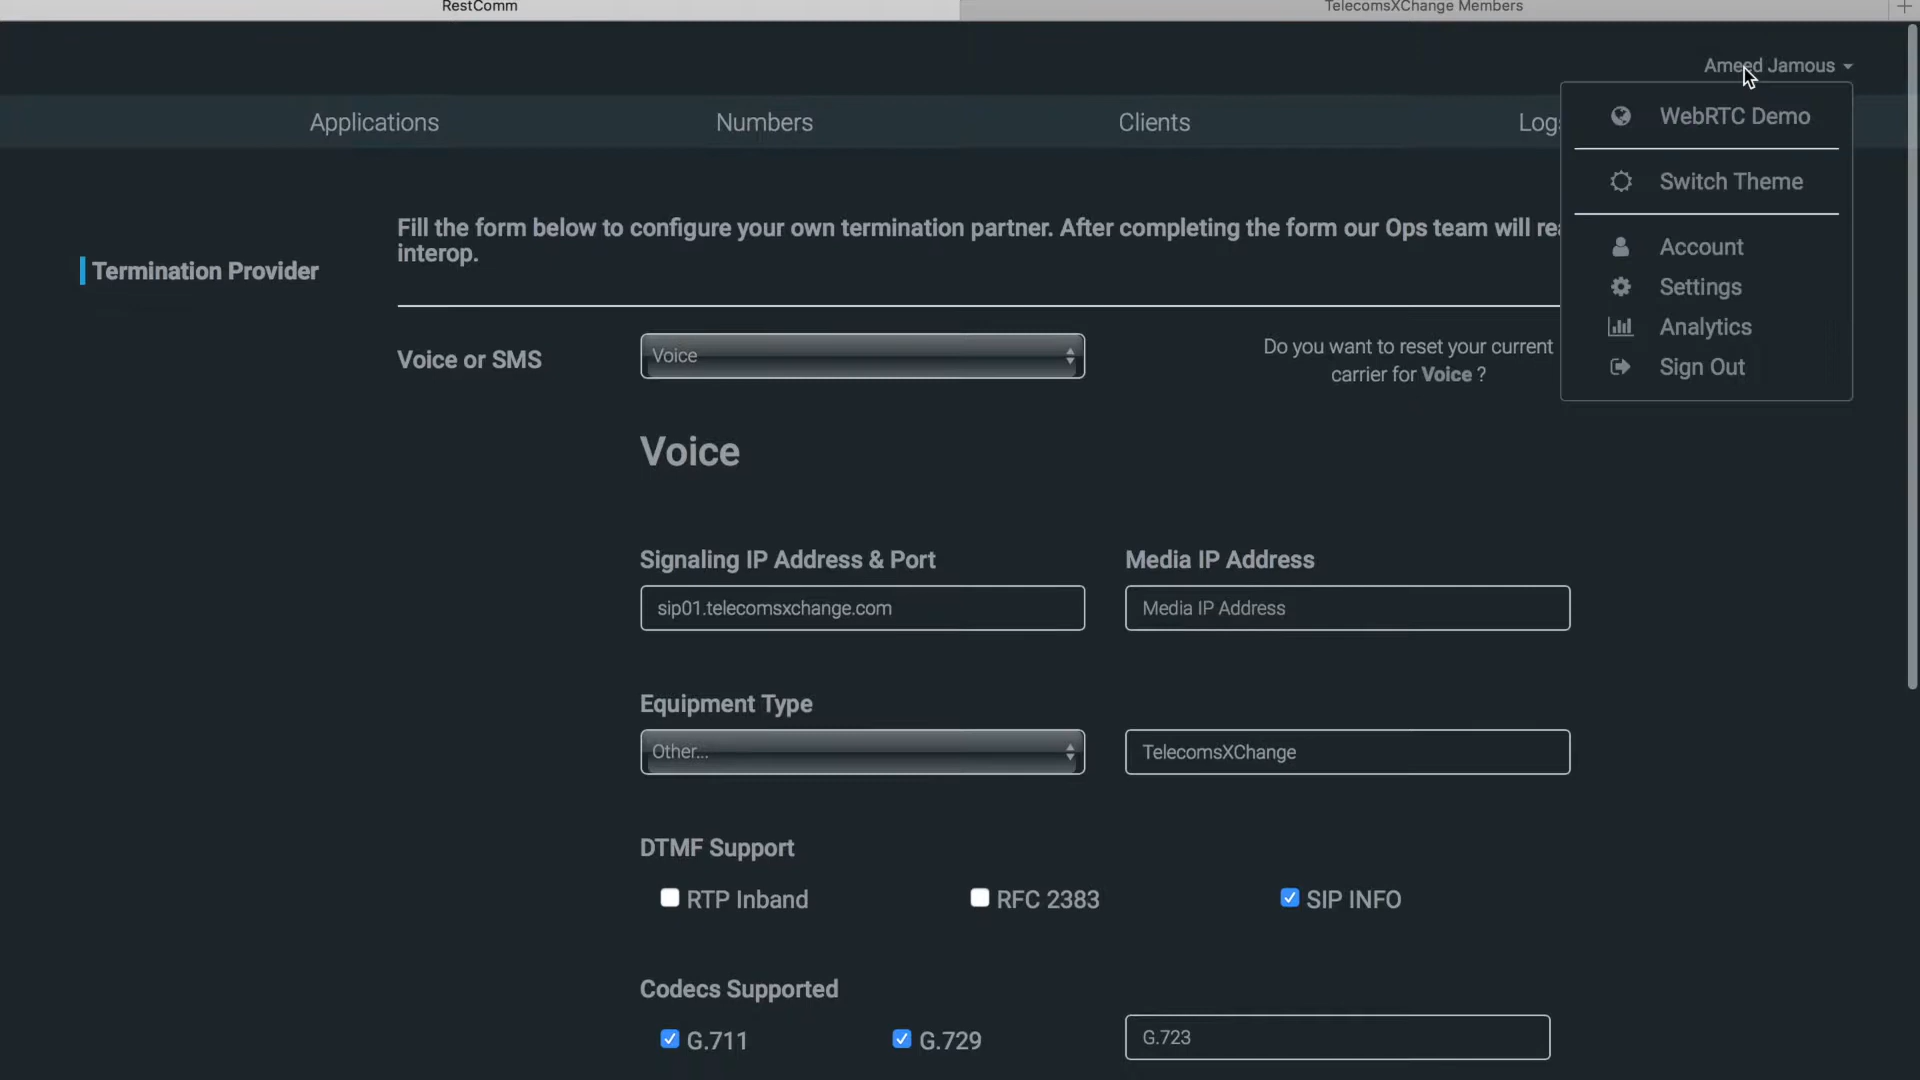 RestComm
TelecomsXChange Members
Ameed Jamous
Applications
Numbers
Clients
Logs
WebRTC Demo
Switch Theme
Account
Settings
Analytics
Sign Out
Termination Provider
Fill the form below to configure your own termination partner. After completing the form our Ops team will rea
interop.
Voice or SMS
Voice
Do you want to reset your current
carrier for Voice ?
Voice
Signaling IP Address & Port
Media IP Address
sip01.telecomsxchange.com
Media IP Address
Equipment Type
Other...
TelecomsXChange
DTMF Support
RTP Inband
RFC 2383
SIP INFO
Codecs Supported
G.711
G.729
G.723